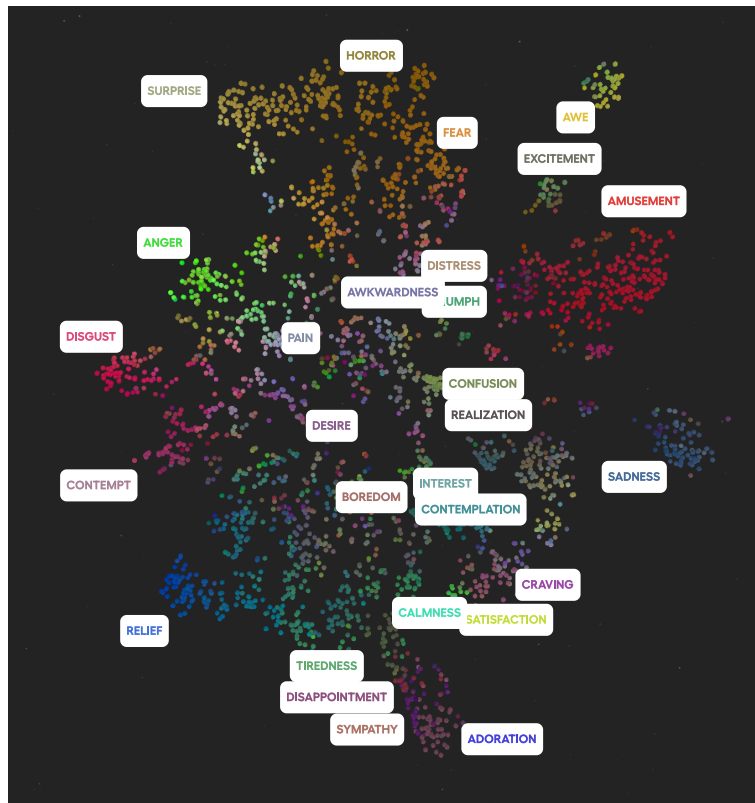 HORROR
SURPRISE
AWE
FEAR
EXCITEMENT
AMUSEMENT
ANGER
DISTRESS
AWKWARDNESS
UMPH
DISGUST
PAIN
CONFUSION
REALIZATION
DESIRE
SADNESS
CONTEMPT
INTEREST
BOREDOM
CONTEMPLATION
CRAVING
CALMNESS
SATISFACTION
RELIEF
TIREDNESS
DISAPPOINTMENT
SYMPATHY
ADORATION